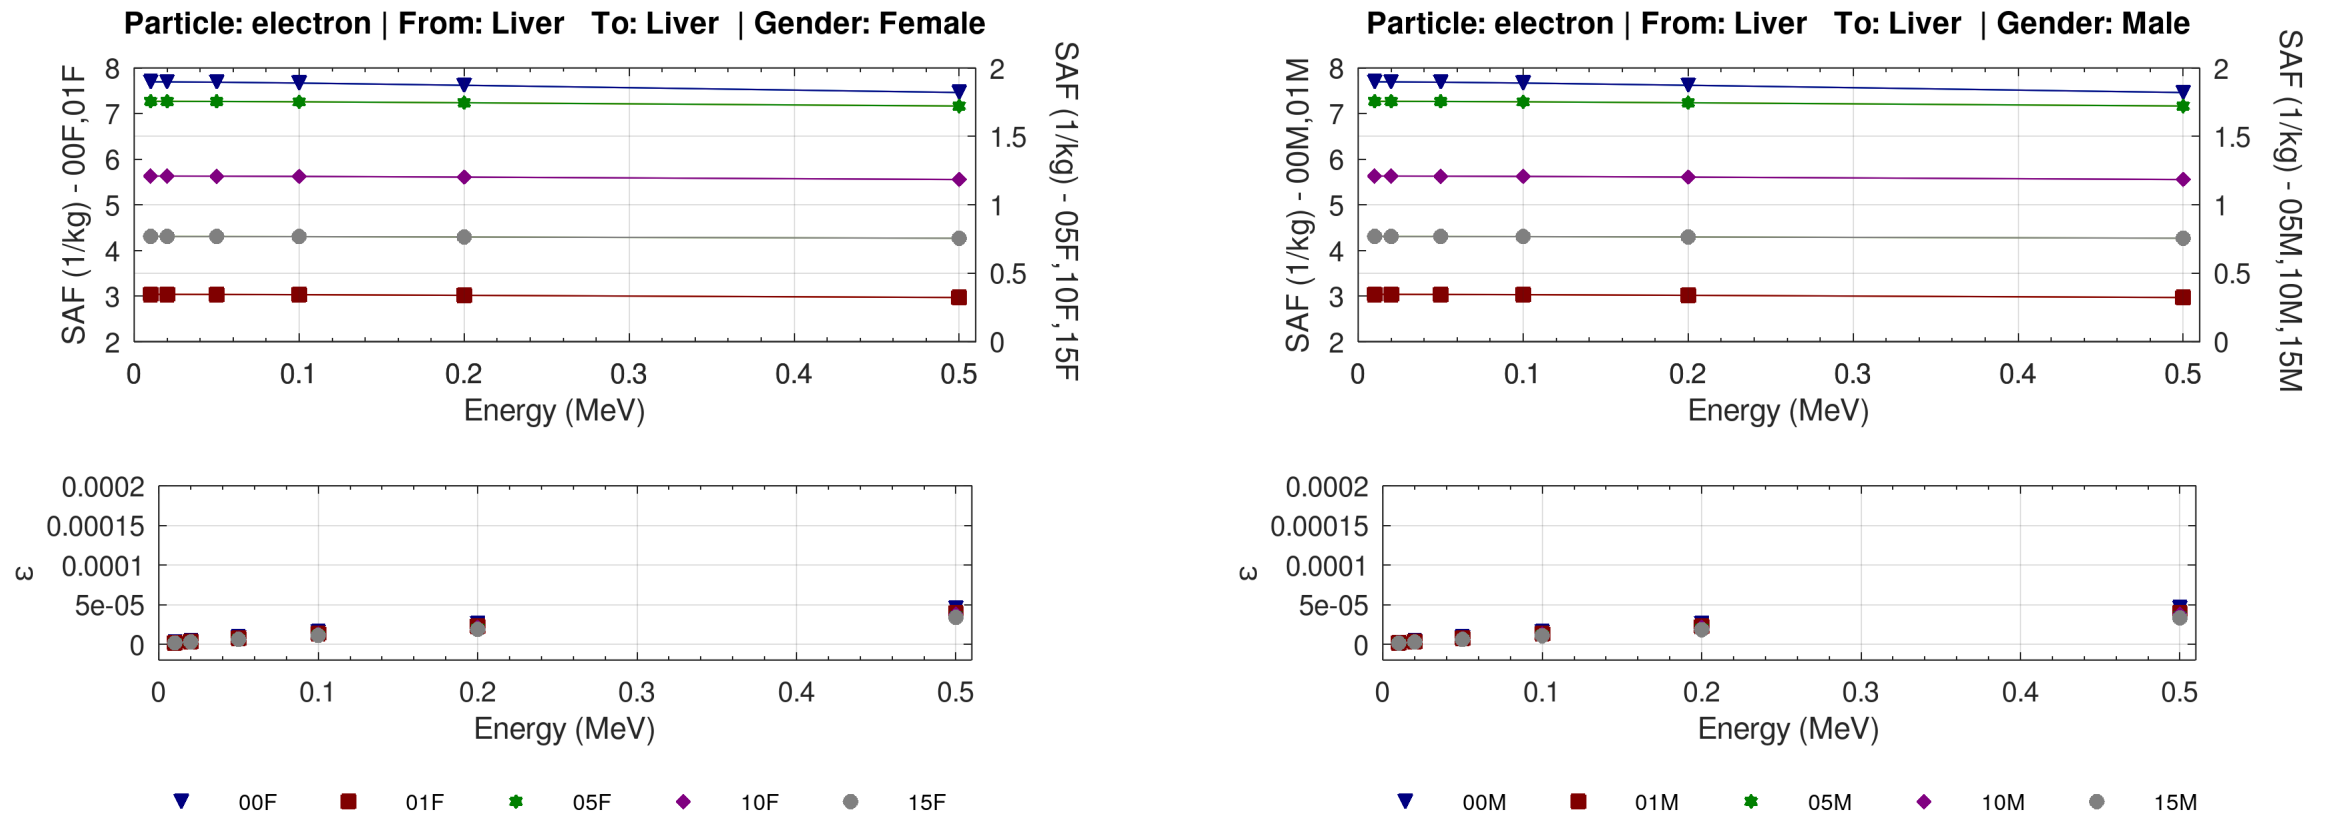 Particle: electron | From: Liver To: Liver | Gender: Female
SAF (1/kg) - 00F,01F
8
7
6
5
4
3
2
2
1.5
1
0.5
0
SAF (1/kg) - 05F,10F,15F
0 0.1 0.2 0.3 0.4 0.5
Energy (MeV)
ε
0.0002
0.00015
0.0001
5e-05
0
0 0.1 0.2 0.3 0.4 0.5
Energy (MeV)
00F 01F 05F 10F 15F
Particle: electron | From: Liver To: Liver | Gender: Male
SAF (1/kg) - 00M,01M
8
7
6
5
4
3
2
2
1.5
1
0.5
0
SAF (1/kg) - 05M,10M,15M
0 0.1 0.2 0.3 0.4 0.5
Energy (MeV)
ε
0.0002
0.00015
0.0001
5e-05
0
0 0.1 0.2 0.3 0.4 0.5
Energy (MeV)
00M 01M 05M 10M 15M